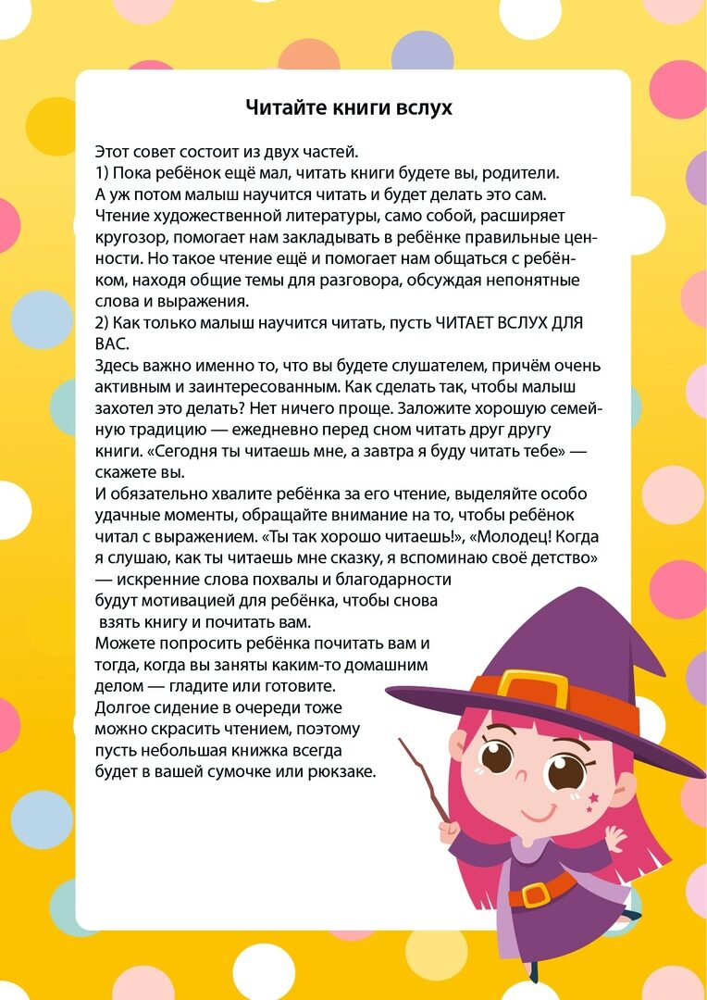 Читайте книги вслух
Этот совет состоит из двух частей.
1) Пока ребёнок ещё мал, читать книги будете вы, родители.
А уж потом малыш научится читать и будет делать это сам.
Чтение художественной литературы, само собой, расширяет
кругозор, помогает нам закладывать в ребёнке правильные цен-
ности. Но такое чтение ещё и помогает нам общаться с ребён-
ком, находя общие темы для разговора, обсуждая непонятные
слова и выражения.
2) Как только малыш научится читать, пусть ЧИТАЕТ ВСЛУХ ДЛЯ
ВАС.
Здесь важно именно то, что вы будете слушателем, причём очень
активным и заинтересованным. Как сделать так, чтобы малыш
захотел это делать? Нет ничего проще. Заложите хорошую семей-
ную традицию — ежедневно перед сном читать друг другу
книги. «Сегодня ты читаешь мне, а завтра я буду читать тебе» —
скажете вы.
И обязательно хвалите ребёнка за его чтение, выделяйте особо
удачные моменты, обращайте внимание на то, чтобы ребёнок
читал с выражением. «Ты так хорошо читаешь!», «Молодец! Когда
я слушаю, как ты читаешь мне сказку, я вспоминаю своё детство»
— искренние слова похвалы и благодарности
будут мотивацией для ребёнка, чтобы снова
взять книгу и почитать вам.
Можете попросить ребёнка почитать вам и
тогда, когда вы заняты каким-то домашним
делом — гладите или готовите.
Долгое сидение в очереди тоже
можно скрасить чтением, поэтому
пусть небольшая книжка всегда
будет в вашей сумочке или рюкзаке.